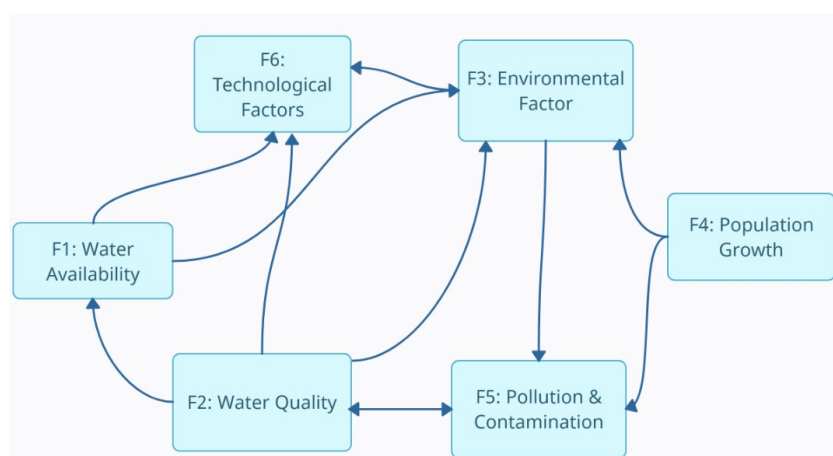 F6:
Technological
Factors
F3: Environmental
Factor
F4: Population
Growth
F1: Water
Availability
F2: Water Quality
F5: Pollution &
Contamination